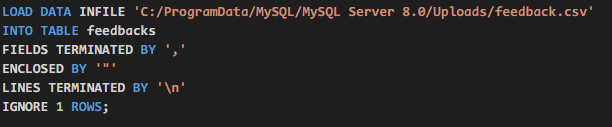 LOAD DATA INFILE 'C:/ProgramData/MySQL/MySQL Server 8.0/Uploads/feedback.csv'
INTO TABLE feedbacks
FIELDS TERMINATED BY ','
ENCLOSED BY '"'
LINES TERMINATED BY '\n'
IGNORE 1 ROWS;